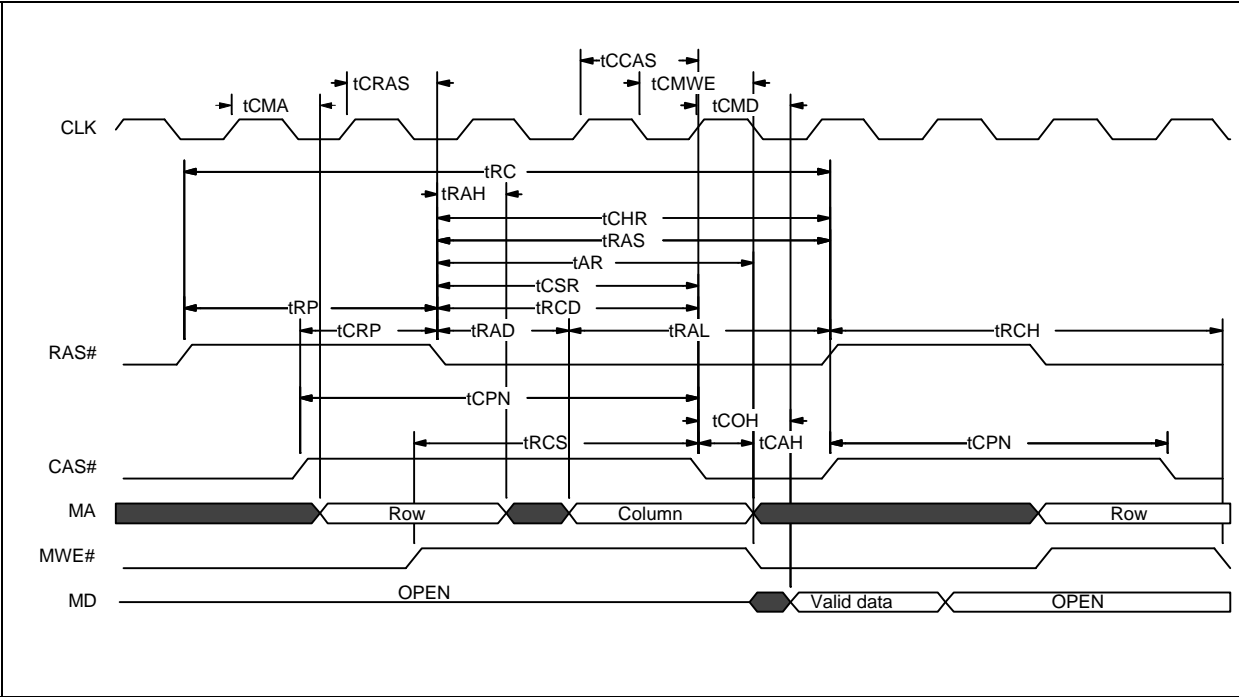 tCCAS
tCRAS tCMWE
tCMA tCMD
CLK
tRC
tRAH
tCHR
tRAS
tAR
tCSR
tRP tRCD
tCRP tRAD tRAL tRCH
RAS#
tCPN
tCOH
tRCS tCAH tCPN
CAS#
MA Row Column Row
MWE#
MD OPEN Valid data OPEN